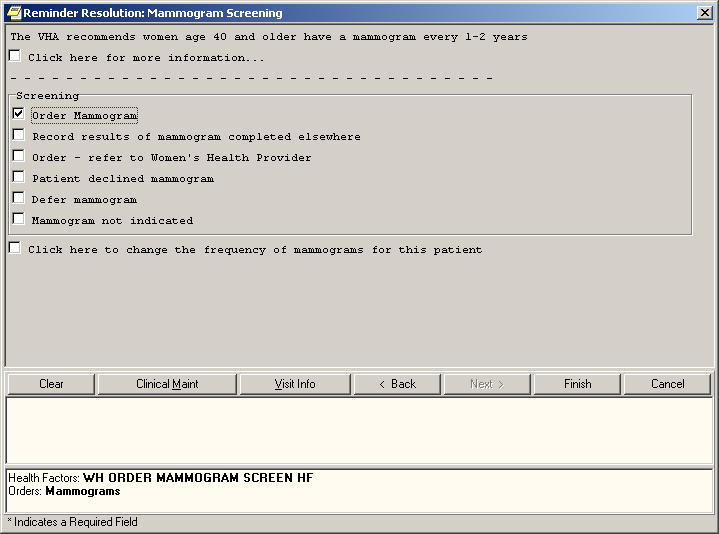 Reminder Resolution: Mammogram Screening
The VHA recommends women age 40 and older have a mammogram every 1-2 years
Click here for more information...
- - - - - - - - - - - - - - - - - - - - - - - - - - - - - - - - - - -
Screening
Order Mammogram
Record results of mammogram completed elsewhere
Order - refer to Women's Health Provider
Patient declined mammogram
Defer mammogram
Mammogram not indicated
Click here to change the frequency of mammograms for this patient
Clear Clinical Maint Visit Info < Back Next > Finish Cancel
Health Factors: WH ORDER MAMMOGRAM SCREEN HF
Orders: Mammograms
* Indicates a Required Field